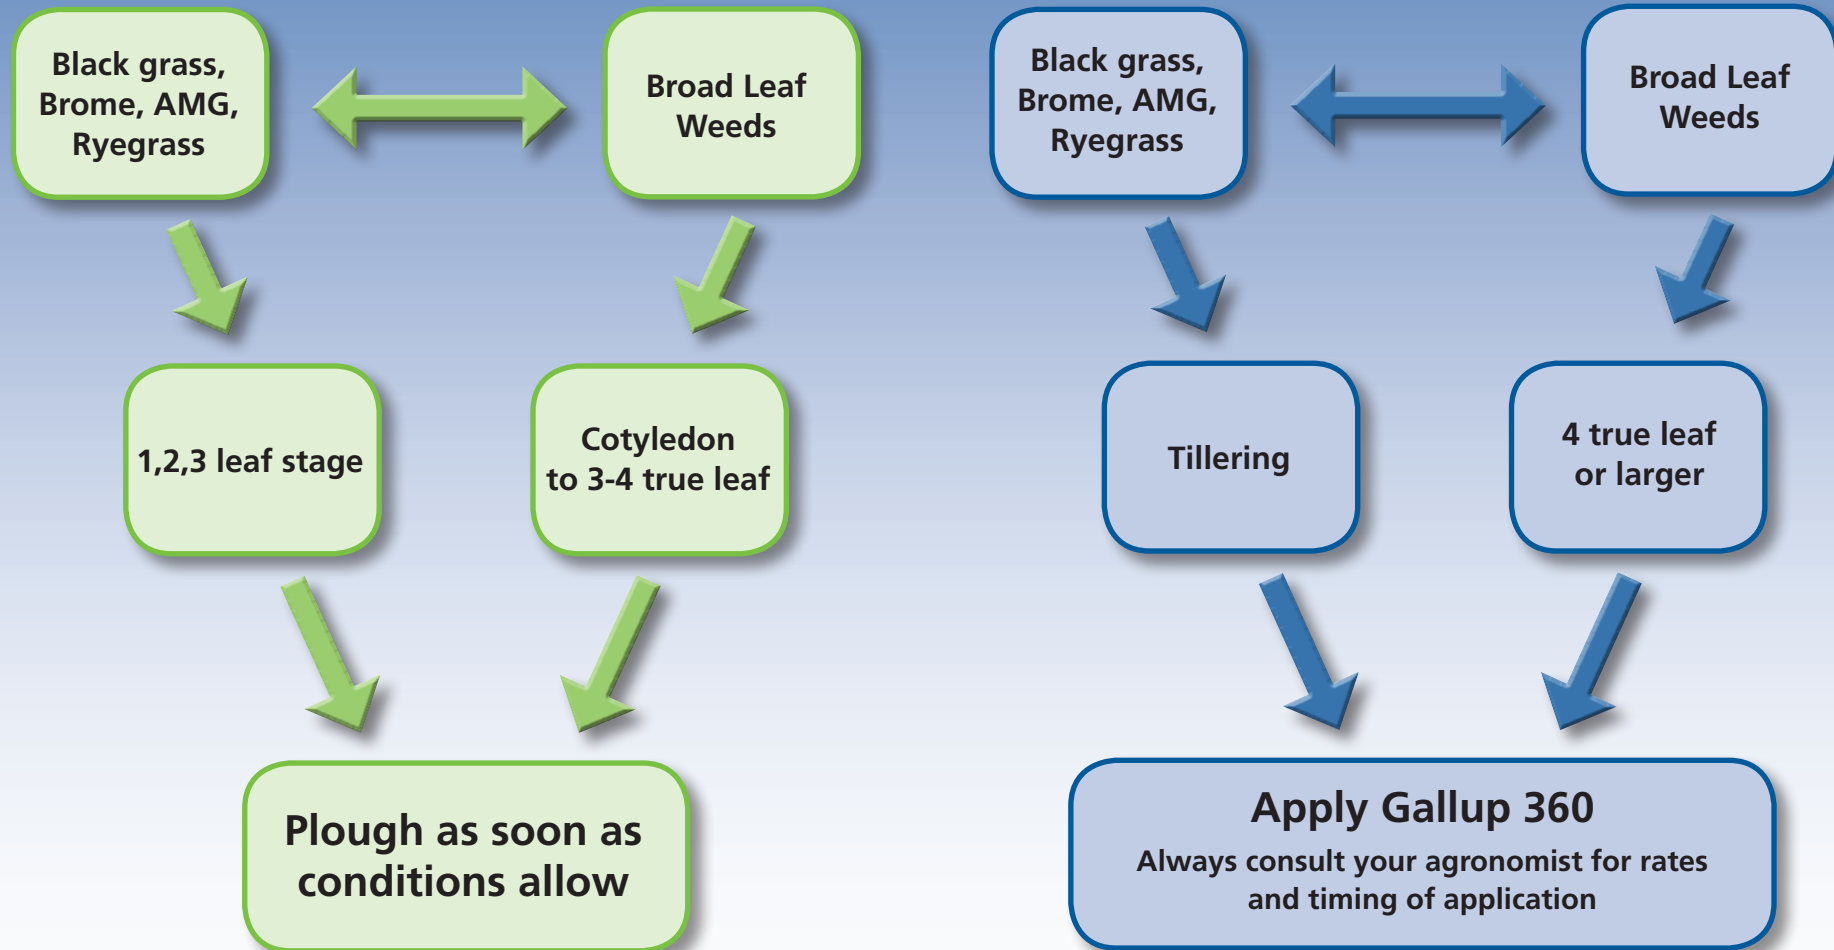 Black grass,
Brome, AMG,
Ryegrass
Broad Leaf
Weeds
1,2,3 leaf stage
Cotyledon
to 3-4 true leaf
Plough as soon as
conditions allow
Black grass,
Brome, AMG,
Ryegrass
Broad Leaf
Weeds
Tillering
4 true leaf
or larger
Apply Gallup 360
Always consult your agronomist for rates
and timing of application